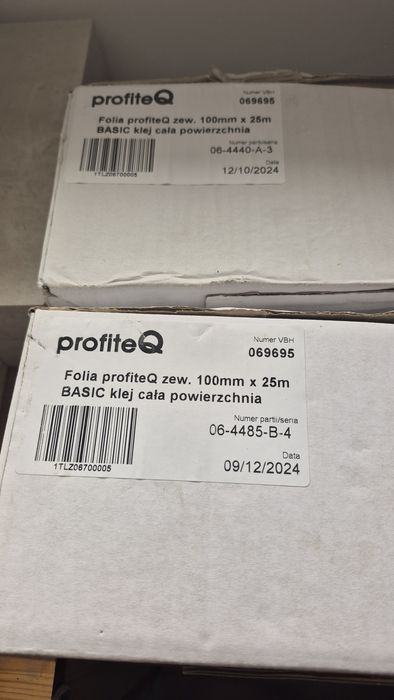 profiteQ
Numer VBH
069695
Folia profiteQ zew. 100mm x 25m
BASIC klej cała powierzchnia
Numer partii/seria
06-4440-A-3
Data
12/10/2024
1TLZ06700005
profiteQ
Numer VBH
069695
Folia profiteQ zew. 100mm x 25m
BASIC klej cała powierzchnia
Numer partii/seria
06-4485-B-4
Data
09/12/2024
1TLZ06700005